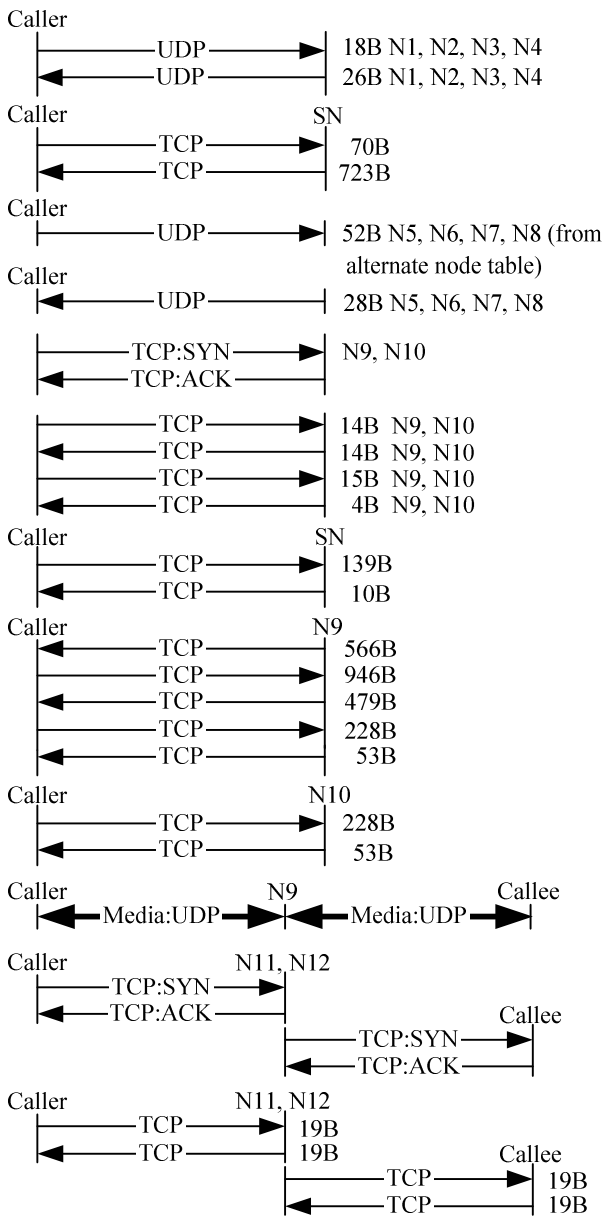 Caller
UDP 18B N1, N2, N3, N4
UDP 26B N1, N2, N3, N4
Caller SN
TCP 70B
TCP 723B
Caller
UDP 52B N5, N6, N7, N8 (from
alternate node table)
Caller
UDP 28B N5, N6, N7, N8
TCP:SYN N9, N10
TCP:ACK
TCP 14B N9, N10
TCP 14B N9, N10
TCP 15B N9, N10
TCP 4B N9, N10
Caller SN
TCP 139B
TCP 10B
Caller N9
TCP 566B
TCP 946B
TCP 479B
TCP 228B
TCP 53B
Caller N10
TCP 228B
TCP 53B
Caller N9 Callee
Media:UDP Media:UDP
Caller N11, N12
TCP:SYN
TCP:ACK Callee
TCP:SYN
TCP:ACK
Caller N11, N12
TCP 19B
TCP 19B Callee
TCP 19B
TCP 19B